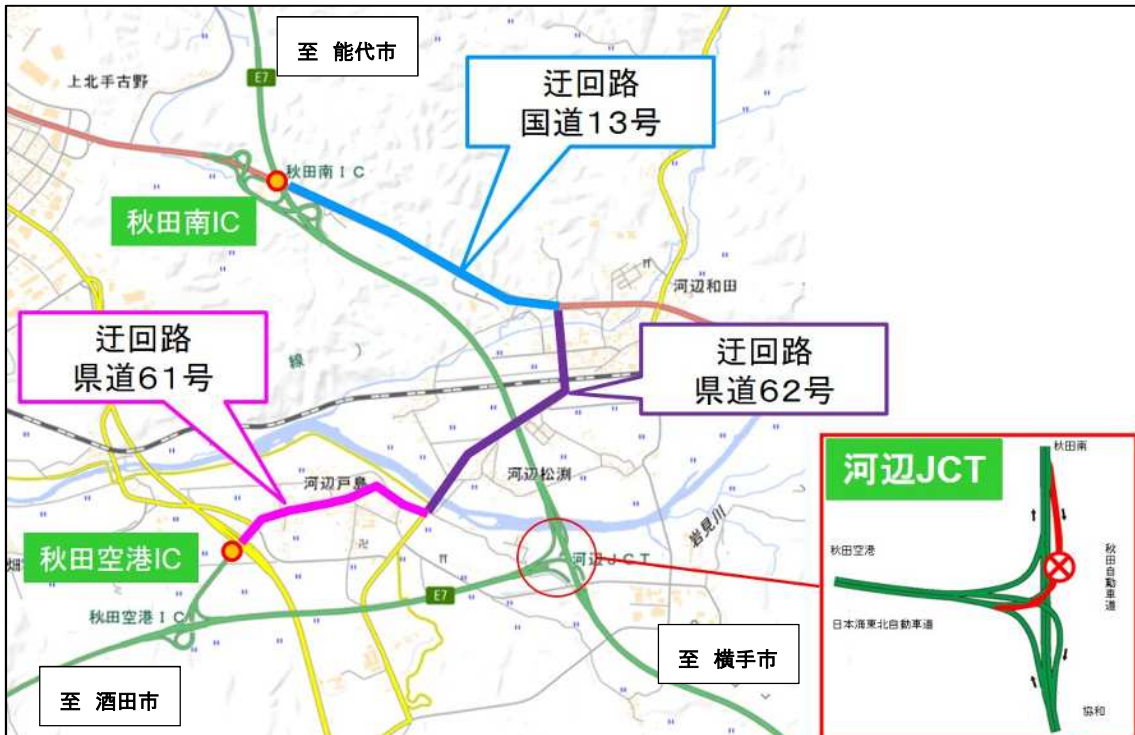 至 能代市
上北手古野
E7
迂回路
国道13号
秋田南IC
秋田南IC
河辺和田
迂回路
県道61号
線 )
迂回路
県道62号
河辺戸島
河辺松渕
岩見川
秋田空港IC
河辺JCT
秋田空港IC
E7
至 横手市
至 酒田市
河辺JCT
秋田南
秋田空港
秋田自動車道
日本海東北自動車道
協和